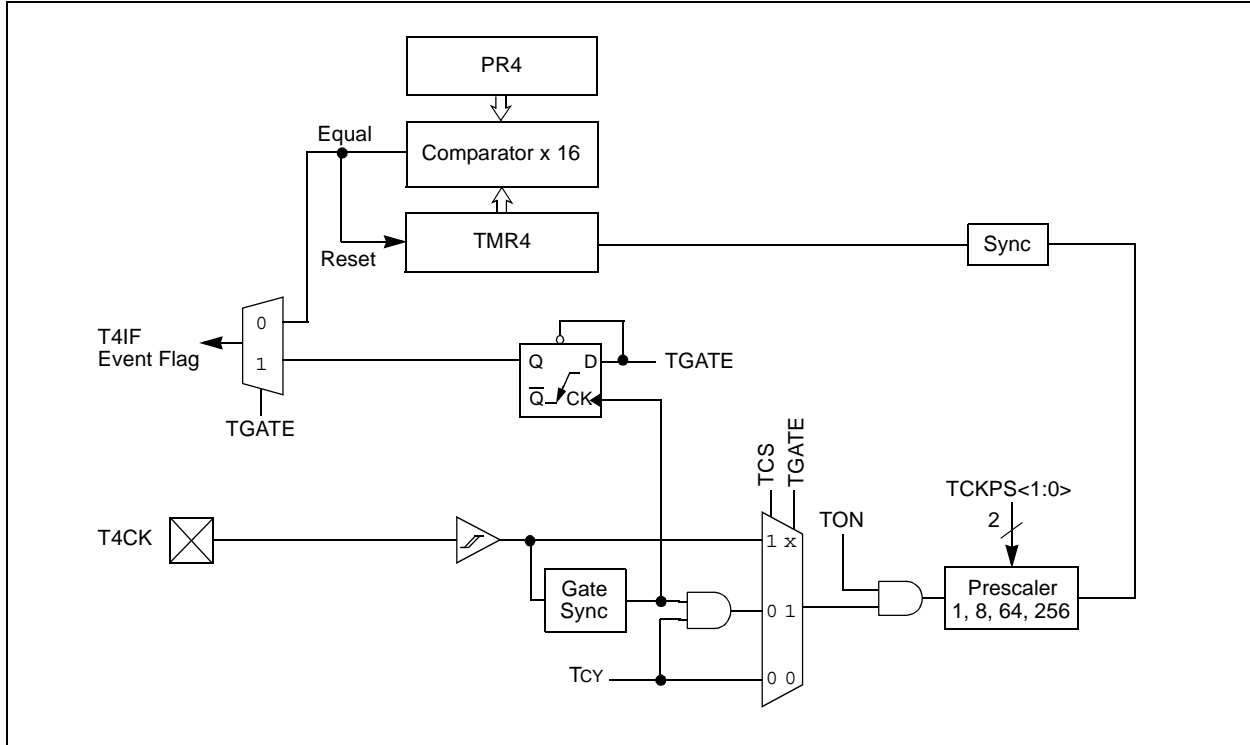 PR4
Equal
Comparator x 16
TMR4
Sync
Reset
0
T4IF
Event Flag
1
Q
D
TGATE
Q
CK
TGATE
TCS
TGATE
TCKPS<1:0>
2
TON
T4CK
1 x
Gate
Sync
0 1
Prescaler
1, 8, 64, 256
TCY
0 0